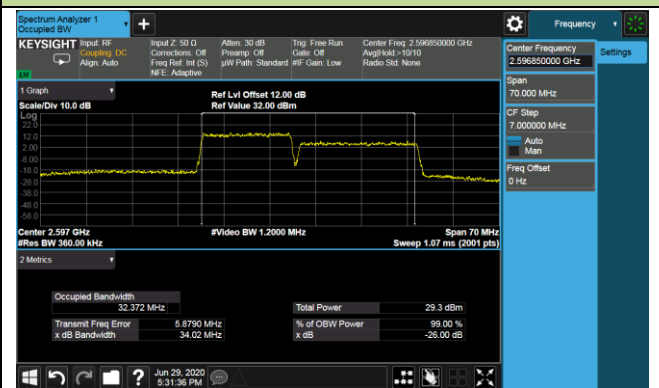 Spectrum Analyzer 1
Occupied BW
+
Frequency
KEYSIGHT
Input: RF
Coupling: DC
Align: Auto
Input Z: 50 Ω
Corrections: Off
Freq Ref: Int (S)
NFE: Adaptive
Atten: 30 dB
Preamp: Off
µW Path: Standard
Trig: Free Run
Gate: Off
#IF Gain: Low
Center Freq: 2.596850000 GHz
Avg|Hold:>10/10
Radio Std: None
Center Frequency
2.596850000 GHz
Settings
Span
70.000 MHz
CF Step
7.000000 MHz
Auto
Man
Freq Offset
0 Hz
1 Graph
Scale/Div 10.0 dB
Ref Lvl Offset 12.00 dB
Ref Value 32.00 dBm
Log
22.0
12.0
2.00
-8.00
-18.0
-28.0
-38.0
-48.0
-58.0
Center 2.597 GHz
#Res BW 360.00 kHz
#Video BW 1.2000 MHz
Span 70 MHz
Sweep 1.07 ms (2001 pts)
2 Metrics
Occupied Bandwidth
32.372 MHz
Total Power 29.3 dBm
Transmit Freq Error 5.8790 MHz
% of OBW Power 99.00 %
x dB Bandwidth 34.02 MHz
x dB -26.00 dB
?
Jun 29, 2020
5:31:36 PM